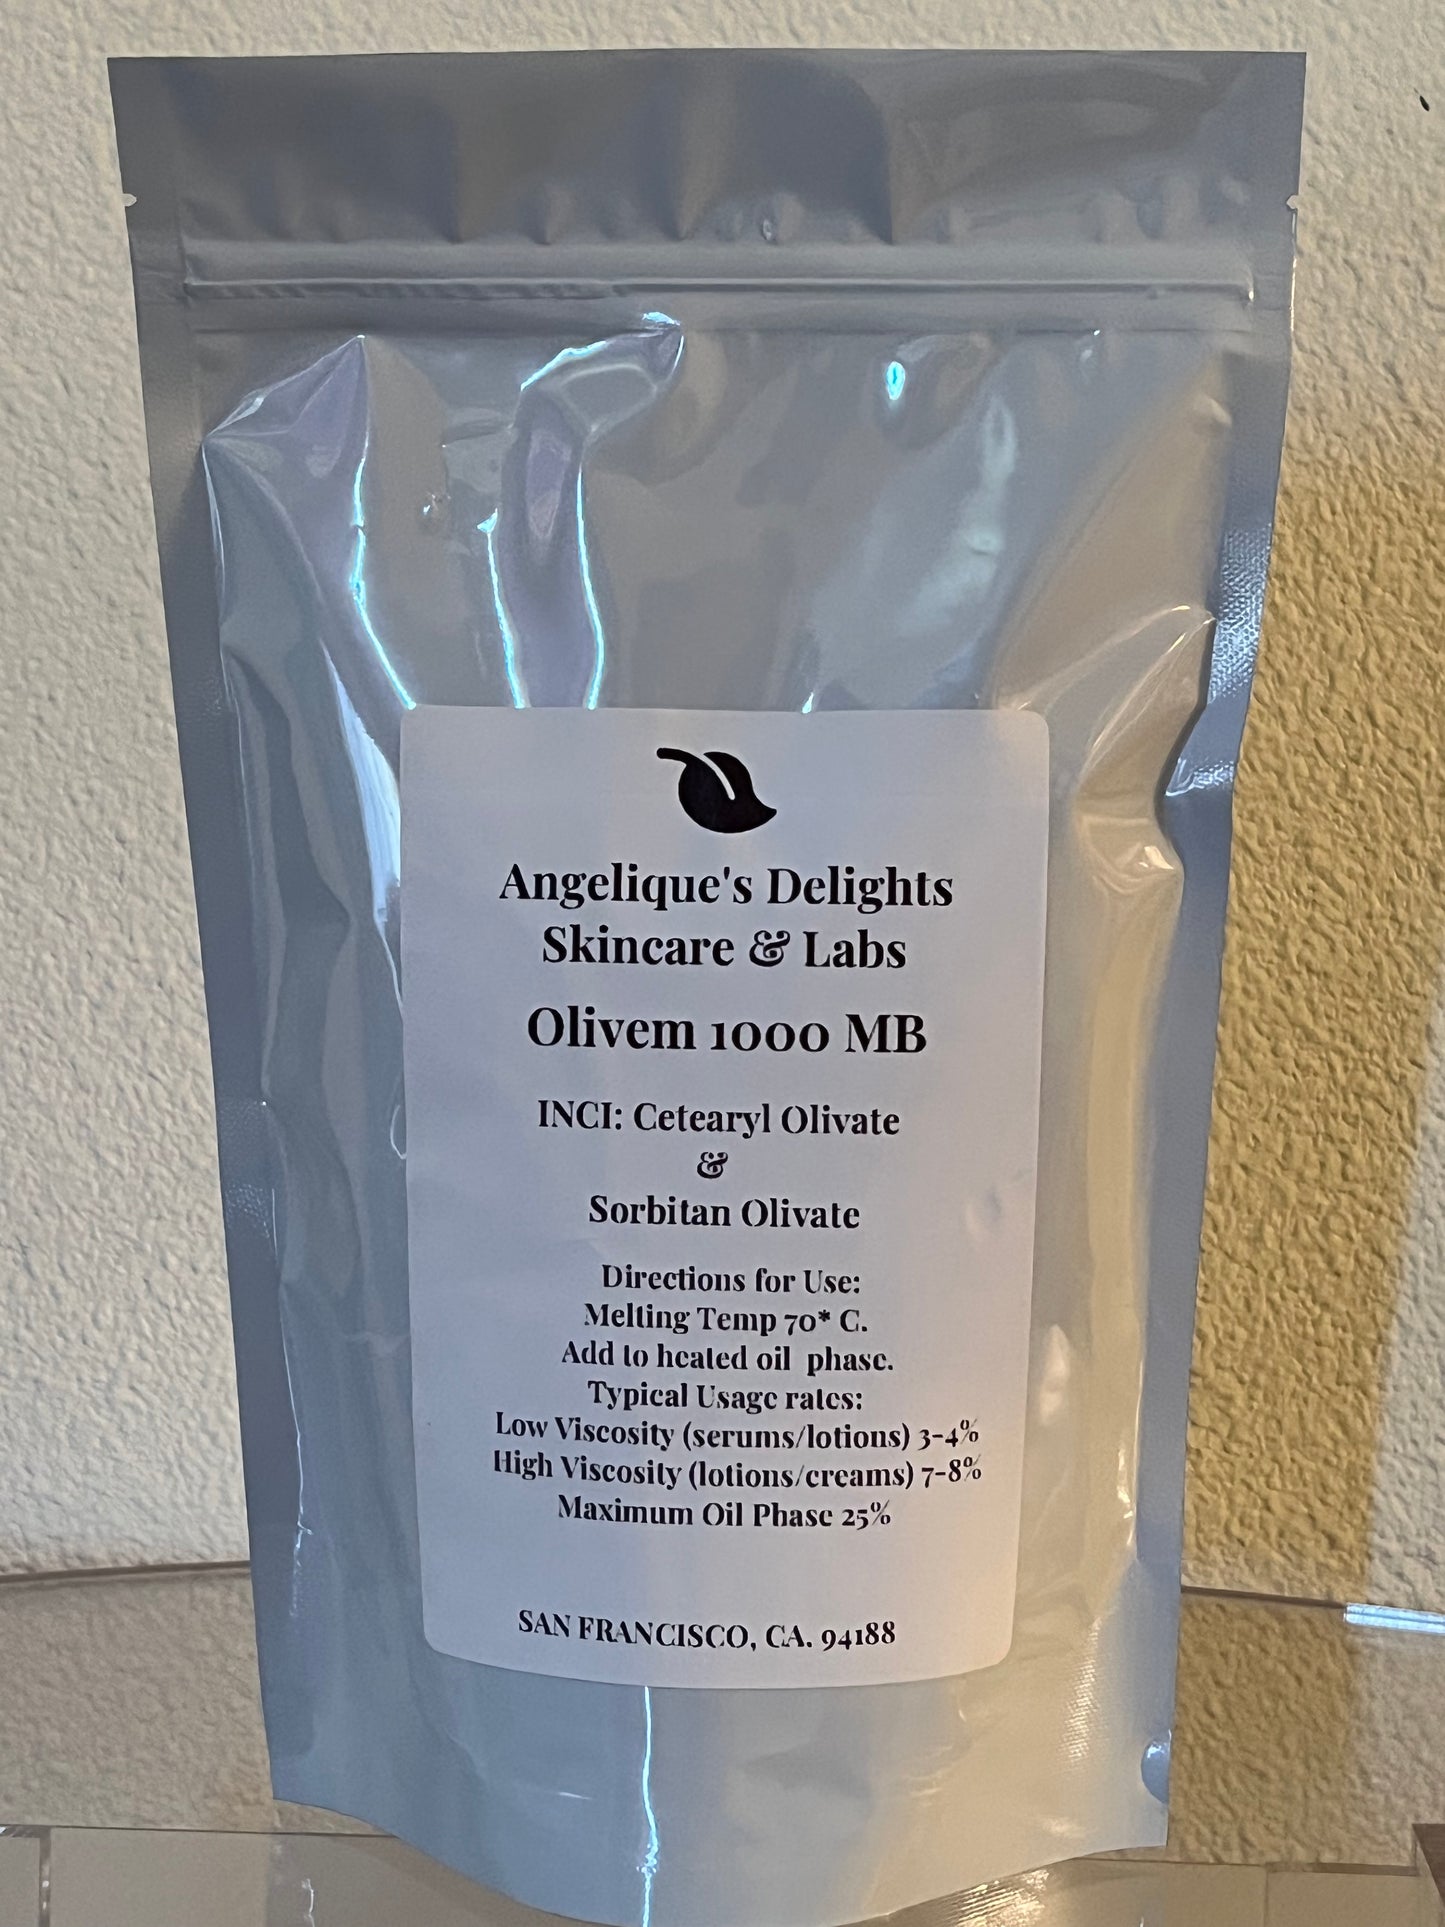 Angelique's Delights
Skincare & Labs
Olivem 1000 MB
INCI: Cetearyl Olivate
&
Sorbitan Olivate
Directions for Use:
Melting Temp 70* C.
Add to heated oil phase.
Typical Usage rates:
Low Viscosity (serums/lotions) 3-4%
High Viscosity (lotions/creams) 7-8%
Maximum Oil Phase 25%
SAN FRANCISCO, CA. 94188